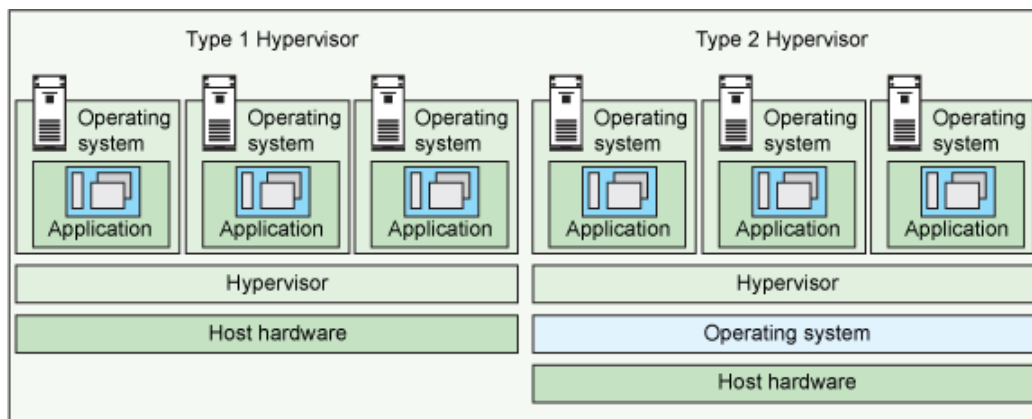 Type 1 Hypervisor
Operating
system
Application
Operating
system
Application
Operating
system
Application
Hypervisor
Host hardware
Type 2 Hypervisor
Operating
system
Application
Operating
system
Application
Operating
system
Application
Hypervisor
Operating system
Host hardware